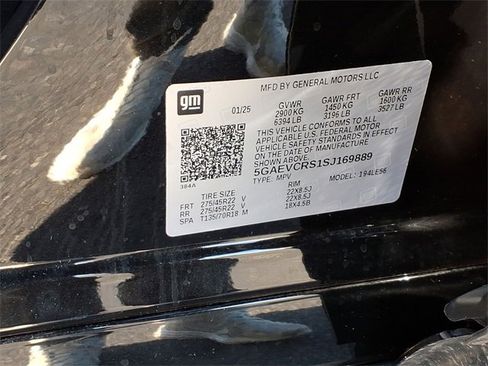 MFD BY GENERAL MOTORS LLC
gm
01/25 GVWR GAWR FRT GAWR RR
2900 KG 1450 KG 1600 KG
6394 LB 3196 LB 3527 LB
THIS VEHICLE CONFORMS TO ALL
APPLICABLE U.S. FEDERAL MOTOR
VEHICLE SAFETY STANDARDS IN EFFECT
ON THE DATE OF MANUFACTURE
SHOWN ABOVE.
5GAEVCRS1SJ169889
TYPE: MPV MODEL: 194LE56
384A
TIRE SIZE: RIM
FRT 275/45R22 V 22X8.5J
RR 275/45R22 V 22X8.5J
SPA T135/70R18 M 18X4.5B